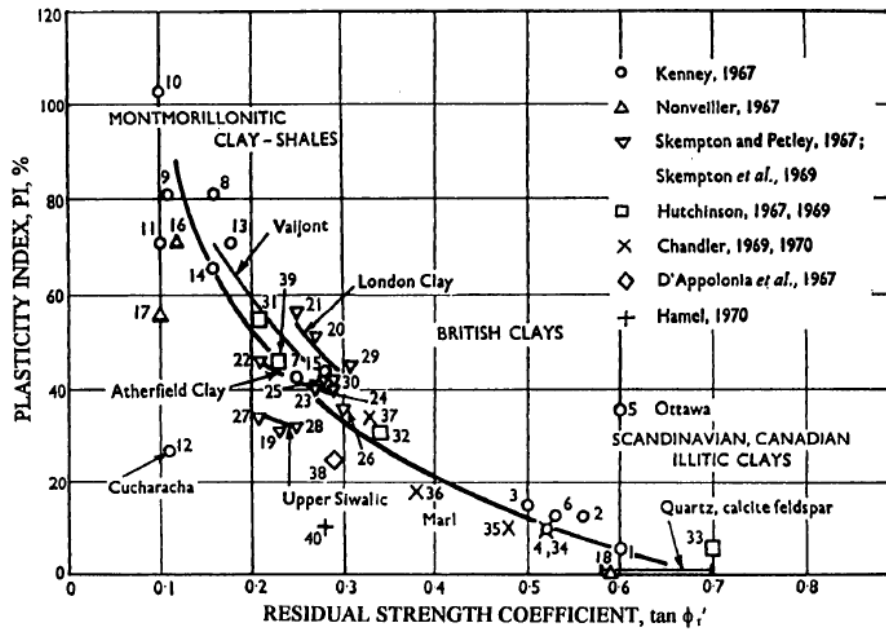 120
100
80
60
40
20
0
PLASTICITY INDEX, PI, %
0·1
0·2
0·3
0·4
0·5
0·6
0·7
0·8
RESIDUAL STRENGTH COEFFICIENT, tan ϕr′
Kenney, 1967
Nonveiller, 1967
Skempton and Petley, 1967;
Skempton et al., 1969
Hutchinson, 1967, 1969
Chandler, 1969, 1970
D'Appolonia et al., 1967
Hamel, 1970
10
MONTMORILLONITIC
CLAY-SHALES
9
8
11
16
13
Vaijont
14
39
London Clay
17
31
21
20
BRITISH CLAYS
22
7
15
29
Atherfield Clay
25
30
23
24
27
37
5 Ottawa
19
28
32
26
SCANDINAVIAN, CANADIAN
ILLITIC CLAYS
12
38
Cucharacha
Upper Siwalic
36
Marl
3
6
2
Quartz, calcite feldspar
40
35
4,34
1
33
18